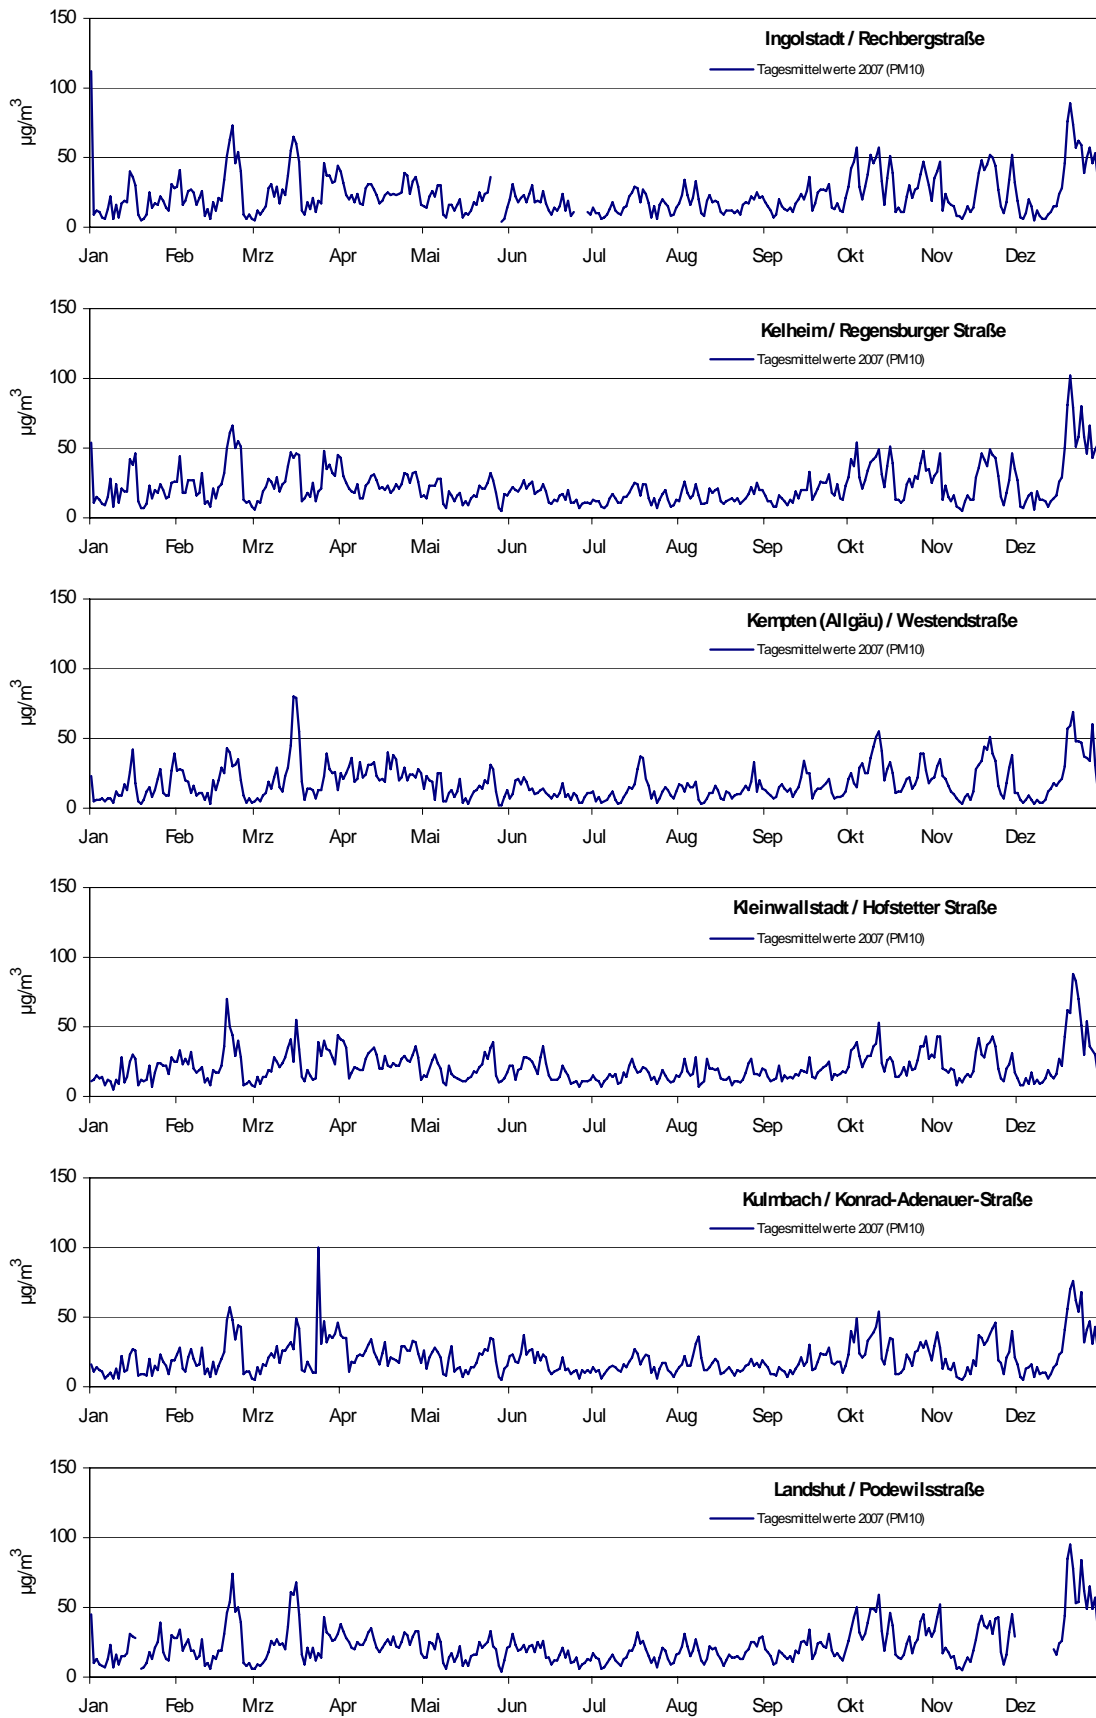 150
Ingolstadt / Rechbergstraße
Tagesmittelwerte 2007 (PM10)
100
µg/m³
50
0
Jan Feb Mrz Apr Mai Jun Jul Aug Sep Okt Nov Dez
150
Kelheim / Regensburger Straße
Tagesmittelwerte 2007 (PM10)
100
µg/m³
50
0
Jan Feb Mrz Apr Mai Jun Jul Aug Sep Okt Nov Dez
150
Kempten (Allgäu) / Westendstraße
Tagesmittelwerte 2007 (PM10)
100
µg/m³
50
0
Jan Feb Mrz Apr Mai Jun Jul Aug Sep Okt Nov Dez
150
Kleinwallstadt / Hofstetter Straße
Tagesmittelwerte 2007 (PM10)
100
µg/m³
50
0
Jan Feb Mrz Apr Mai Jun Jul Aug Sep Okt Nov Dez
150
Kulmbach / Konrad-Adenauer-Straße
Tagesmittelwerte 2007 (PM10)
100
µg/m³
50
0
Jan Feb Mrz Apr Mai Jun Jul Aug Sep Okt Nov Dez
150
Landshut / Podewilsstraße
Tagesmittelwerte 2007 (PM10)
100
µg/m³
50
0
Jan Feb Mrz Apr Mai Jun Jul Aug Sep Okt Nov Dez